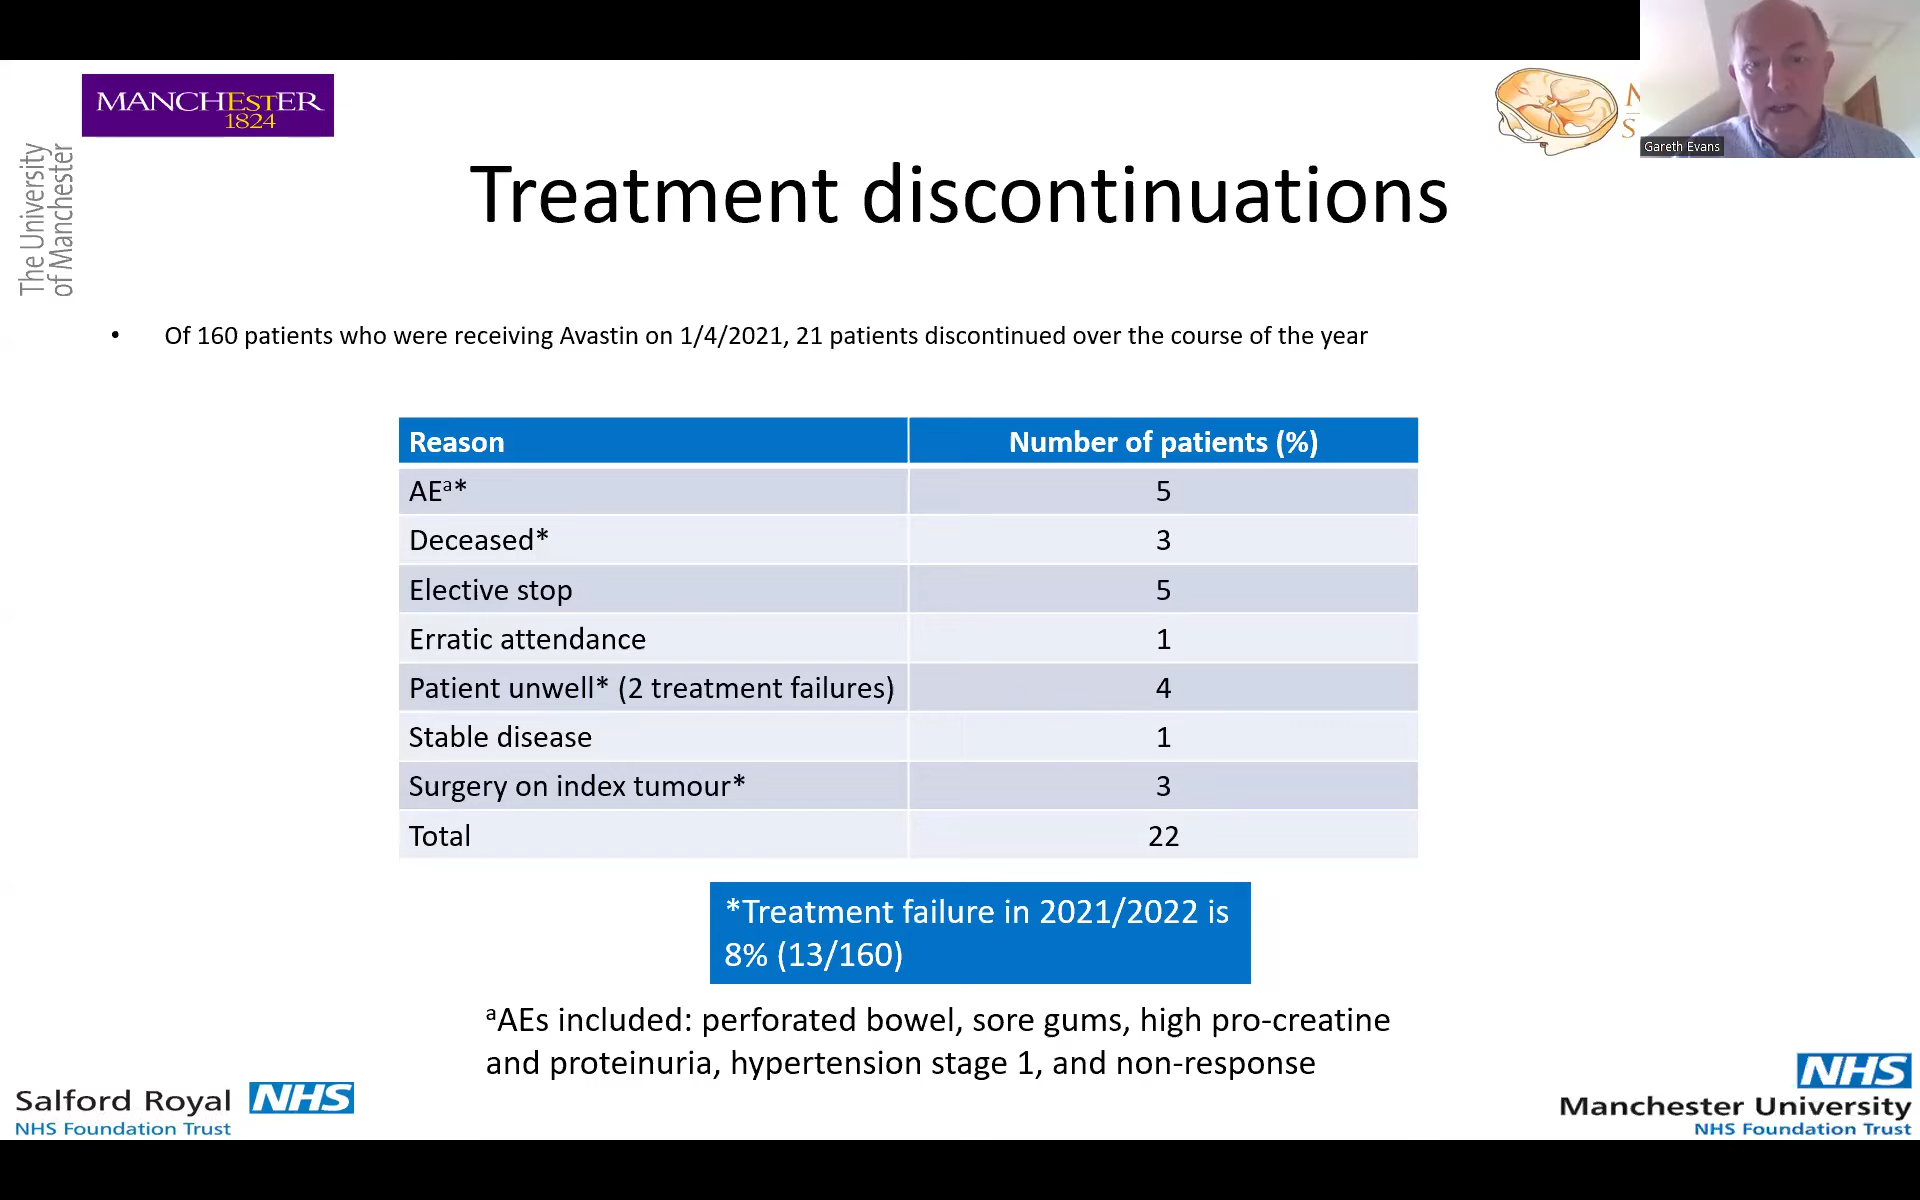 MANCHESTER
1824
The University
of Manchester
Gareth Evans
Treatment discontinuations
• Of 160 patients who were receiving Avastin on 1/4/2021, 21 patients discontinued over the course of the year
Reason Number of patients (%)
AEᵃ* 5
Deceased* 3
Elective stop 5
Erratic attendance 1
Patient unwell* (2 treatment failures) 4
Stable disease 1
Surgery on index tumour* 3
Total 22
*Treatment failure in 2021/2022 is
8% (13/160)
ᵃAEs included: perforated bowel, sore gums, high pro-creatine
and proteinuria, hypertension stage 1, and non-response
Salford Royal NHS
NHS Foundation Trust
NHS
Manchester University
NHS Foundation Trust